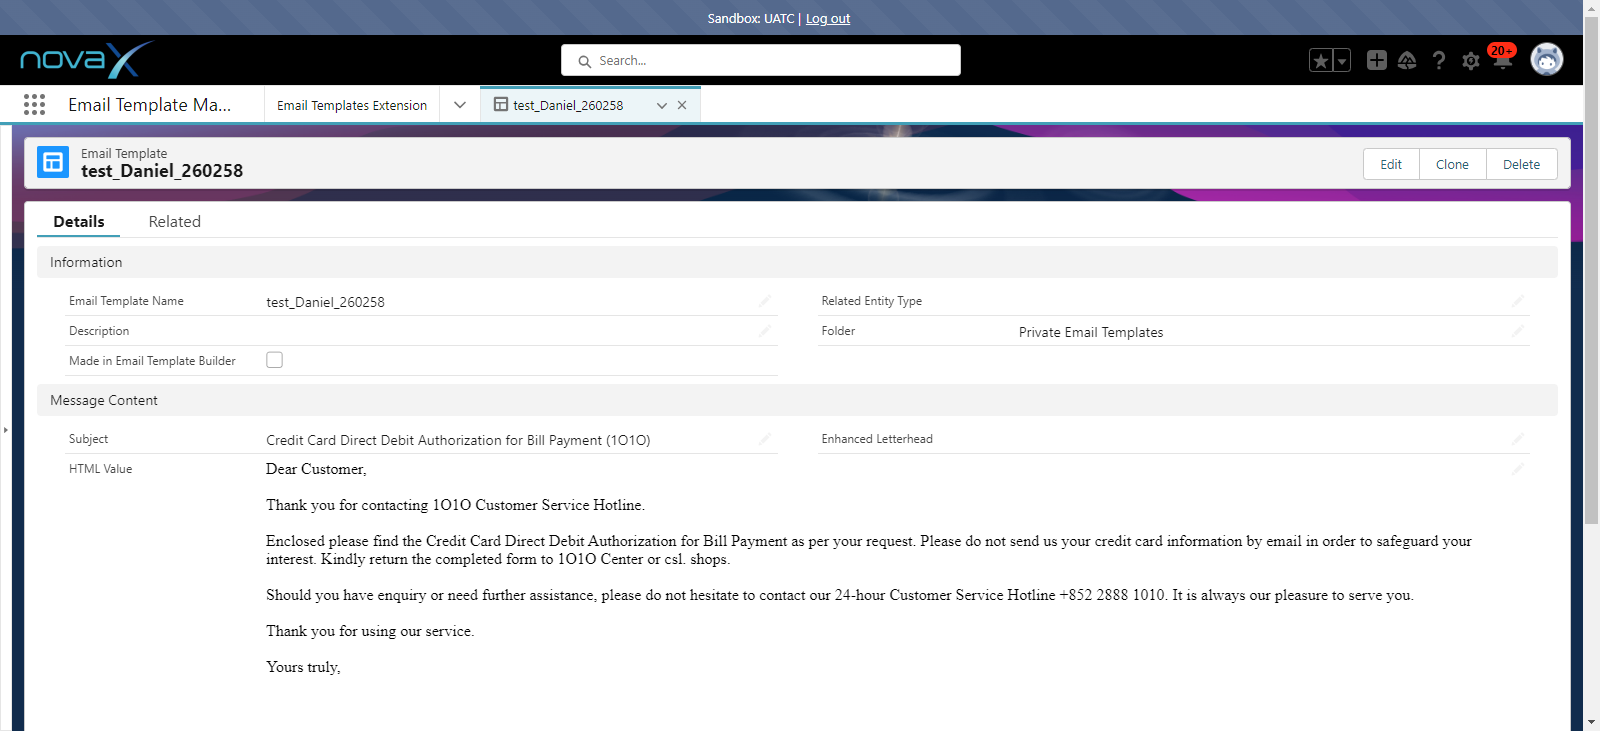 Sandbox: UATC | Log out
novaX
Search...
20+
Email Template Ma...
Email Templates Extension
test_Daniel_260258
Email Template
test_Daniel_260258
Edit
Clone
Delete
Details
Related
Information
Email Template Name
test_Daniel_260258
Related Entity Type
Description
Folder
Private Email Templates
Made in Email Template Builder
Message Content
Subject
Credit Card Direct Debit Authorization for Bill Payment (1O1O)
Enhanced Letterhead
HTML Value
Dear Customer,
Thank you for contacting 1O1O Customer Service Hotline.
Enclosed please find the Credit Card Direct Debit Authorization for Bill Payment as per your request. Please do not send us your credit card information by email in order to safeguard your
interest. Kindly return the completed form to 1O1O Center or csl. shops.
Should you have enquiry or need further assistance, please do not hesitate to contact our 24-hour Customer Service Hotline +852 2888 1010. It is always our pleasure to serve you.
Thank you for using our service.
Yours truly,